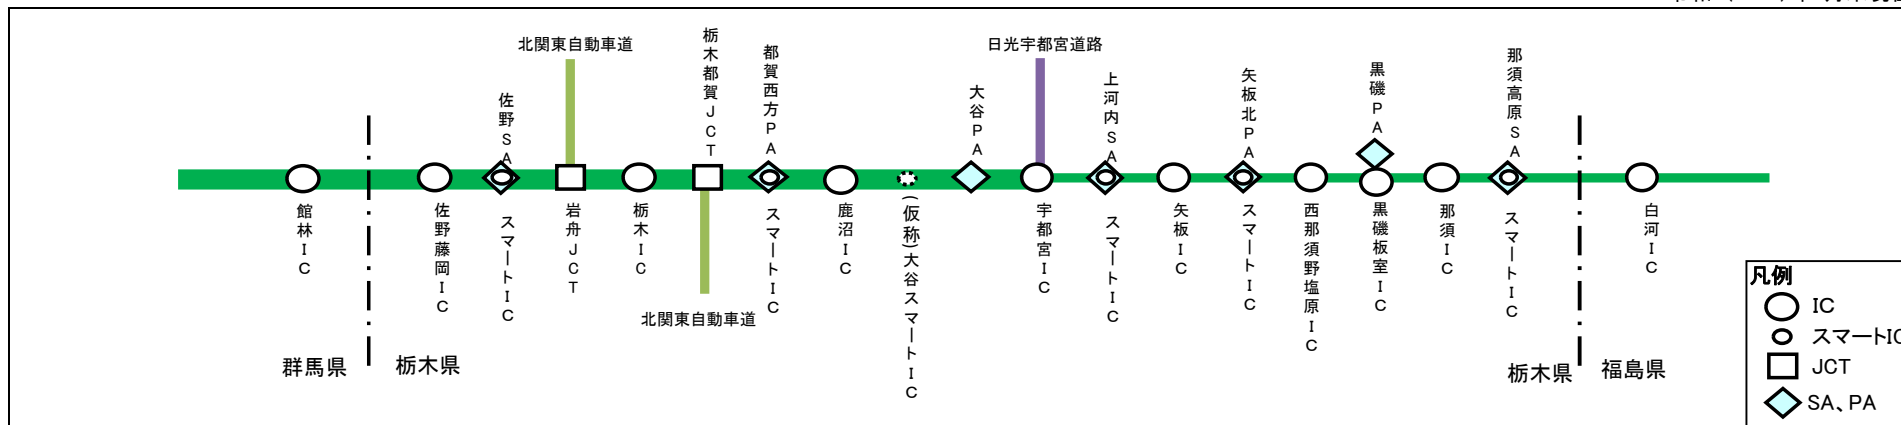 北関東自動車道
栃木都賀JCT
都賀西方PA
日光宇都宮道路
上河内SA
矢板北PA
黒磯PA
那須高原SA
佐野SA
大谷PA
館林IC
佐野藤岡IC
スマートIC
岩舟JCT
栃木IC
スマートIC
鹿沼IC
(仮称)大谷スマートIC
宇都宮IC
スマートIC
矢板IC
スマートIC
西那須野塩原IC
黒磯板室IC
那須IC
スマートIC
白河IC
北関東自動車道
群馬県
栃木県
栃木県
福島県
凡例
IC
スマートIC
JCT
SA、PA